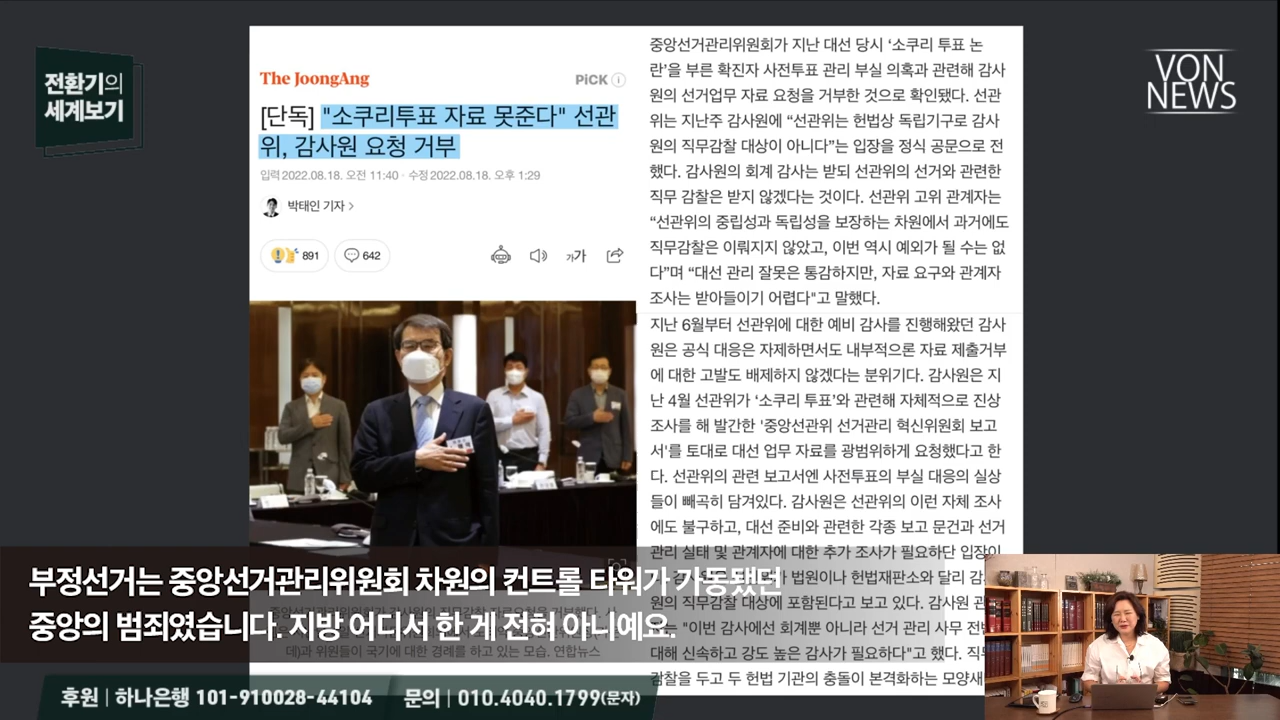 전환기의
세계보기
The JoongAng
PiCK
[단독] "소쿠리투표 자료 못준다" 선관
위, 감사원 요청 거부
입력 2022.08.18. 오전 11:40 · 수정 2022.08.18. 오후 1:29
박태인 기자 >
891
642
가가
중앙선거관리위원회가 지난 대선 당시 ‘소쿠리 투표 논
란’을 부른 확진자 사전투표 관리 부실 의혹과 관련해 감사
원의 선거업무 자료 요청을 거부한 것으로 확인됐다. 선관
위는 지난주 감사원에 “선관위는 헌법상 독립기구로 감사
원의 직무감찰 대상이 아니다”는 입장을 정식 공문으로 전
했다. 감사원의 회계 감사는 받되 선관위의 선거와 관련한
직무 감찰은 받지 않겠다는 것이다. 선관위 고위 관계자는
“선관위의 중립성과 독립성을 보장하는 차원에서 과거에도
직무감찰은 이뤄지지 않았고, 이번 역시 예외가 될 수는 없
다”며 “대선 관리 잘못은 통감하지만, 자료 요구와 관계자
조사는 받아들이기 어렵다"고 말했다.
지난 6월부터 선관위에 대한 예비 감사를 진행해왔던 감사
원은 공식 대응은 자제하면서도 내부적으론 자료 제출거부
에 대한 고발도 배제하지 않겠다는 분위기다. 감사원은 지
난 4월 선관위가 ‘소쿠리 투표’와 관련해 자체적으로 진상
조사를 해 발간한 '중앙선관위 선거관리 혁신위원회 보고
서'를 토대로 대선 업무 자료를 광범위하게 요청했다고 한
다. 선관위의 관련 보고서엔 사전투표의 부실 대응의 실상
들이 빼곡히 담겨있다. 감사원은 선관위의 이런 자체 조사
에도 불구하고, 대선 준비와 관련한 각종 보고 문건과 선거
관리 실태 및 관계자에 대한 추가 조사가 필요하단 입장이
법원이나 헌법재판소와 달리
원의 직무감찰 대상에 포함된다고 보고 있다. 감사원
는 "이번 감사에선 회계뿐 아니라 선거 관리 사무 전반
대해 신속하고 강도 높은 감사가 필요하다"고 했다. 직무
감찰을 두고 두 헌법 기관의 충돌이 본격화하는 모양새
데)과 위원들이 국기에 대한 경례를 하고 있는 모습. 연합뉴스
부정선거는 중앙선거관리위원회 차원의 컨트롤 타워가 가동됐던
중앙의 범죄였습니다. 지방 어디서 한 게 전혀 아니예요.
후원 | 하나은행 101-910028-44104 문의 | 010.4040.1799(문자)
VON
NEWS